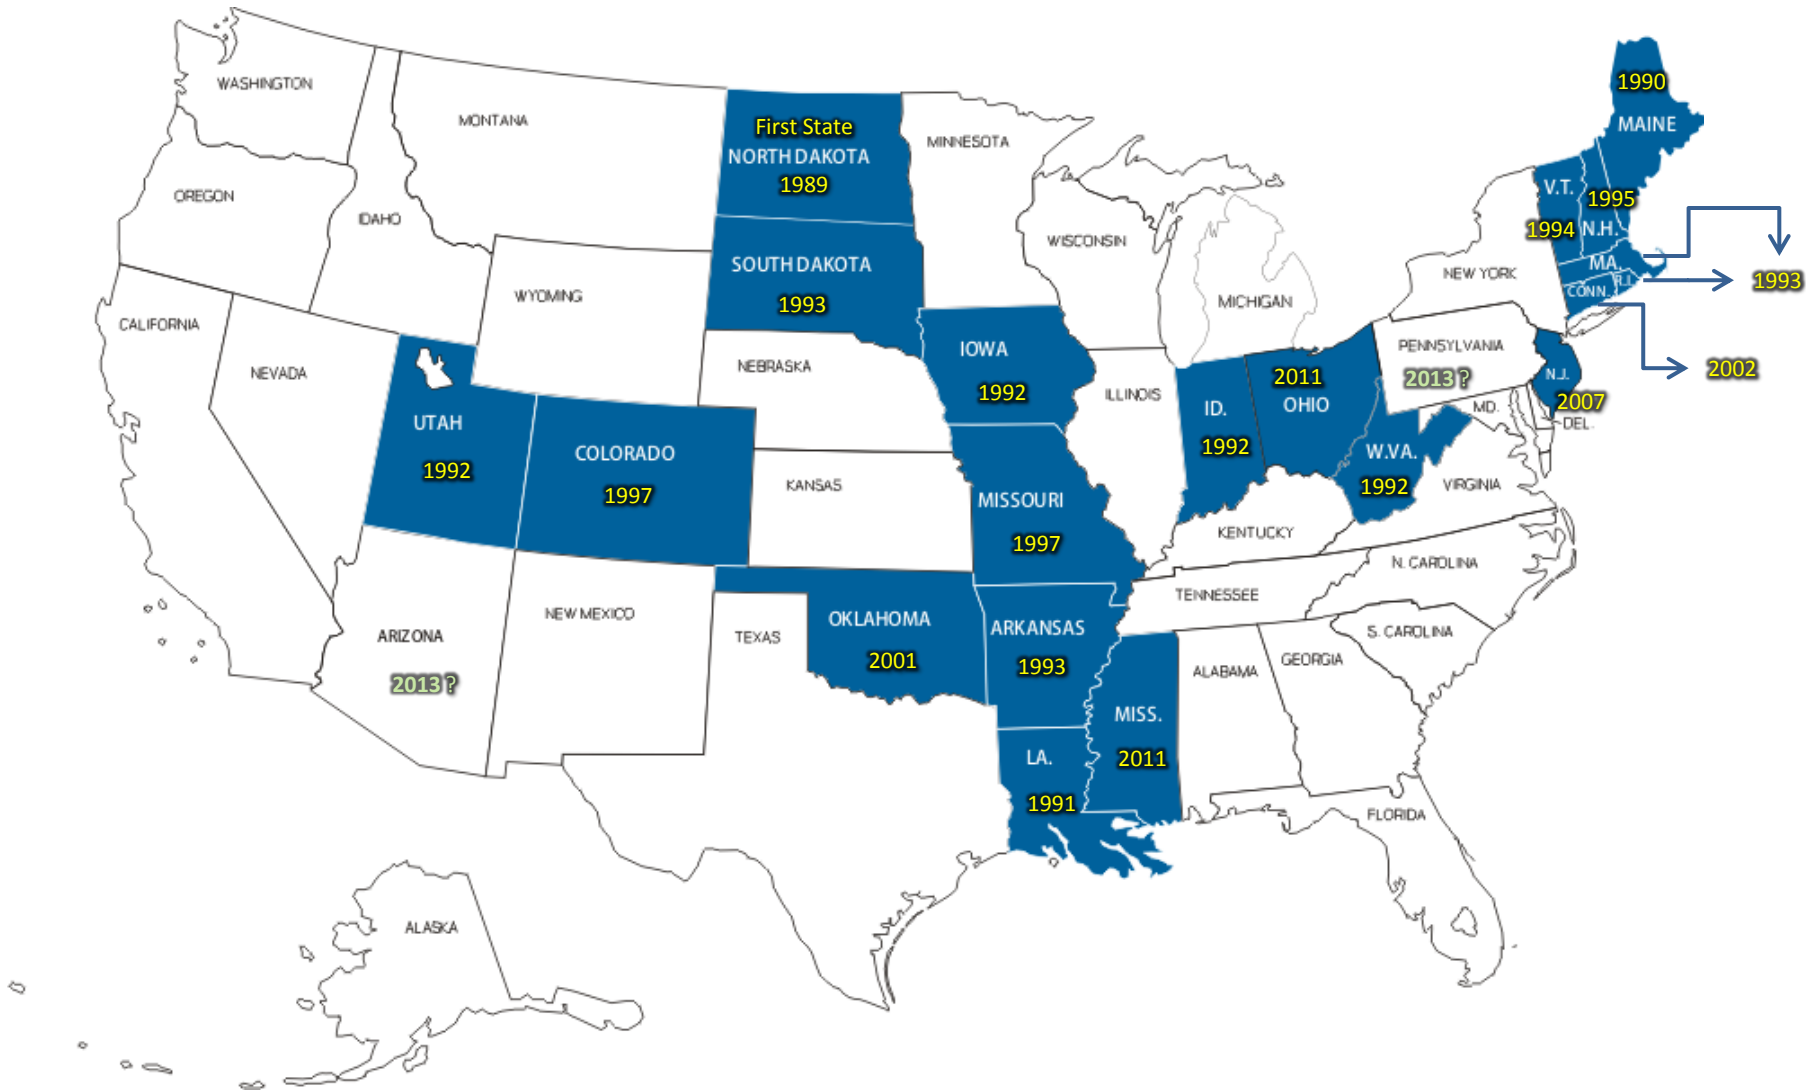 WASHINGTON
OREGON
IDAHO
MONTANA
First State
NORTH DAKOTA
1989
MINNESOTA
1990
MAINE
SOUTH DAKOTA
1993
WYOMING
WISCONSIN
MICHIGAN
NEW YORK
V.T.
1994
1995
N.H.
MA.
R.I.
CONN.
1993
2002
CALIFORNIA
NEVADA
UTAH
1992
COLORADO
1997
NEBRASKA
KANSAS
IOWA
1992
ILLINOIS
ID.
1992
2011
OHIO
PENNSYLVANIA
2013 ?
N.J.
2007
MD.
DEL.
W.VA.
1992
VIRGINIA
MISSOURI
1997
KENTUCKY
N. CAROLINA
TENNESSEE
S. CAROLINA
ARIZONA
2013 ?
NEW MEXICO
TEXAS
OKLAHOMA
2001
ARKANSAS
1993
MISS.
2011
LA.
1991
ALABAMA
GEORGIA
FLORIDA
ALASKA